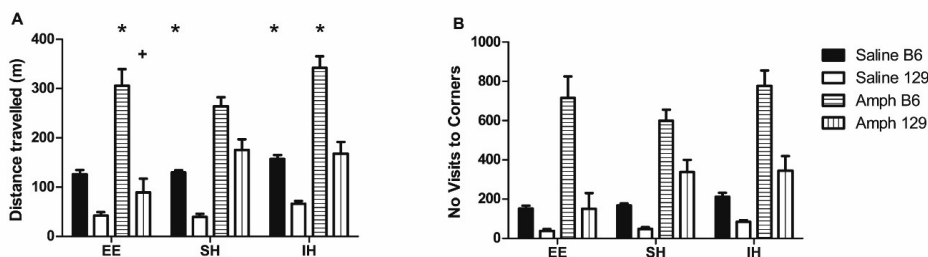 A
* + * * * *
Distance travelled (m)
400
300
200
100
0
EE SH IH
B
No Visits to Corners
1000
800
600
400
200
0
EE SH IH
Saline B6
Saline 129
Amph B6
Amph 129